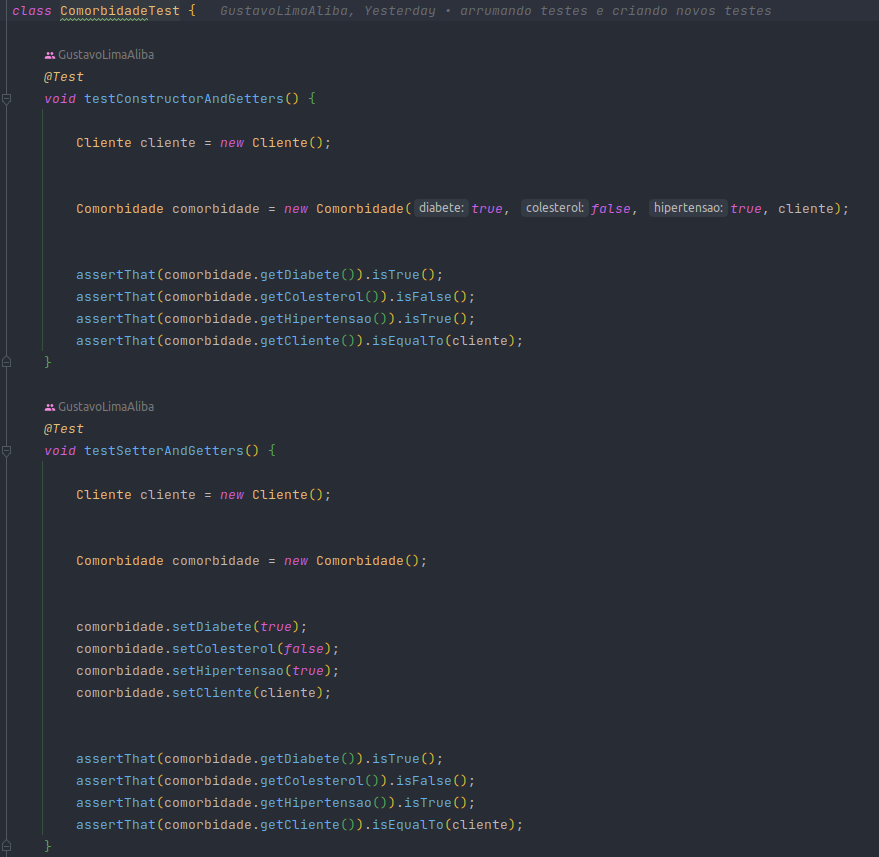 class ComorbidadeTest { GustavoLimaAliba, Yesterday • arrumando testes e criando novos testes
GustavoLimaAliba
@Test
void testConstructorAndGetters() {
Cliente cliente = new Cliente();
Comorbidade comorbidade = new Comorbidade( diabete: true, colesterol: false, hipertensao: true, cliente);
assertThat(comorbidade.getDiabete()).isTrue();
assertThat(comorbidade.getColesterol()).isFalse();
assertThat(comorbidade.getHipertensao()).isTrue();
assertThat(comorbidade.getCliente()).isEqualTo(cliente);
}
GustavoLimaAliba
@Test
void testSetterAndGetters() {
Cliente cliente = new Cliente();
Comorbidade comorbidade = new Comorbidade();
comorbidade.setDiabete(true);
comorbidade.setColesterol(false);
comorbidade.setHipertensao(true);
comorbidade.setCliente(cliente);
assertThat(comorbidade.getDiabete()).isTrue();
assertThat(comorbidade.getColesterol()).isFalse();
assertThat(comorbidade.getHipertensao()).isTrue();
assertThat(comorbidade.getCliente()).isEqualTo(cliente);
}